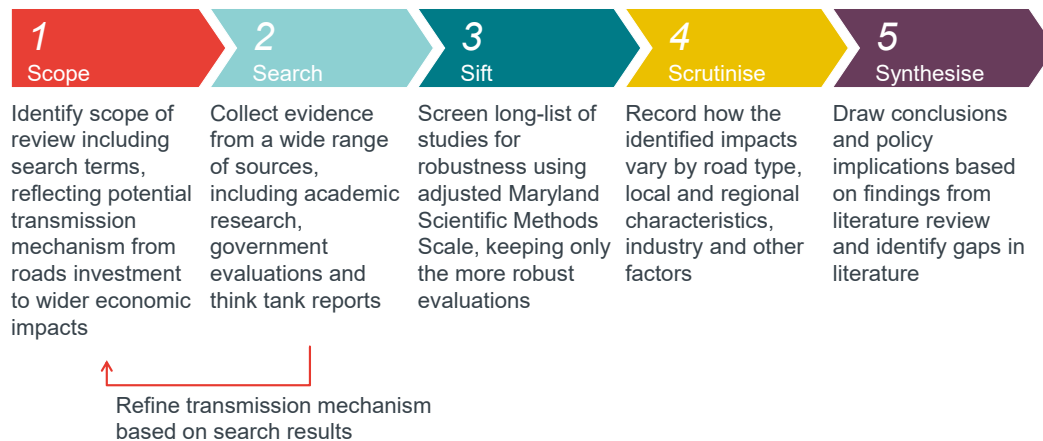 1
Scope
Identify scope of
review including
search terms,
reflecting potential
transmission
mechanism from
roads investment
to wider economic
impacts
2
Search
Collect evidence
from a wide range
of sources,
including academic
research,
government
evaluations and
think tank reports
3
Sift
Screen long-list of
studies for
robustness using
adjusted Maryland
Scientific Methods
Scale, keeping only
the more robust
evaluations
4
Scrutinise
Record how the
identified impacts
vary by road type,
local and regional
characteristics,
industry and other
factors
5
Synthesise
Draw conclusions
and policy
implications based
on findings from
literature review
and identify gaps in
literature
Refine transmission mechanism
based on search results